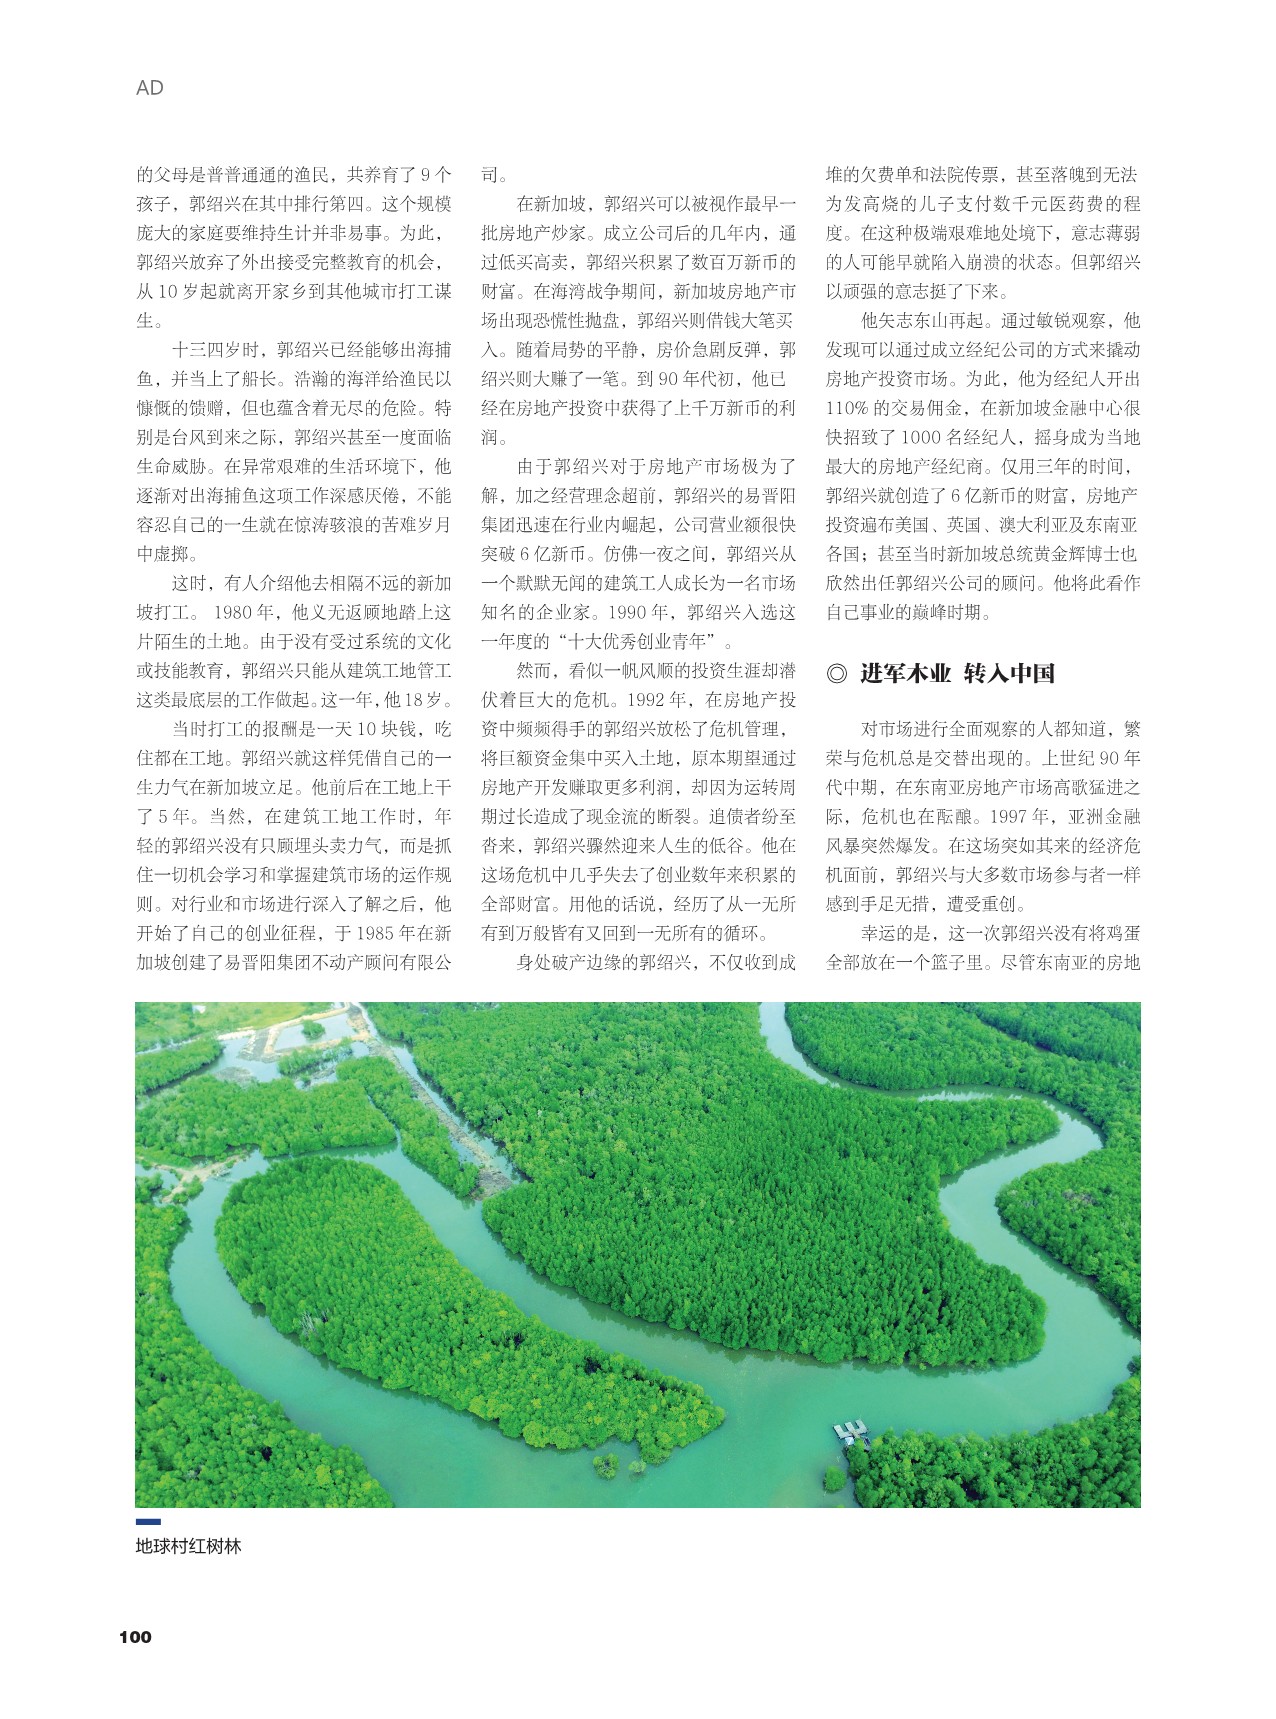 AD
的父母是普普通通的渔民，共养育了 9 个
孩子，郭绍兴在其中排行第四。这个规模
庞大的家庭要维持生计并非易事。为此，
郭绍兴放弃了外出接受完整教育的机会，
从 10 岁起就离开家乡到其他城市打工谋
生。
十三四岁时，郭绍兴已经能够出海捕
鱼，并当上了船长。浩瀚的海洋给渔民以
慷慨的馈赠，但也蕴含着无尽的危险。特
别是台风到来之际，郭绍兴甚至一度面临
生命威胁。在异常艰难的生活环境下，他
逐渐对出海捕鱼这项工作深感厌倦，不能
容忍自己的一生就在惊涛骇浪的苦难岁月
中虚掷。
这时，有人介绍他去相隔不远的新加
坡打工。 1980 年，他义无返顾地踏上这
片陌生的土地。由于没有受过系统的文化
或技能教育，郭绍兴只能从建筑工地管工
这类最底层的工作做起。这一年，他 18 岁。
当时打工的报酬是一天 10 块钱，吃
住都在工地。郭绍兴就这样凭借自己的一
生力气在新加坡立足。他前后在工地上干
了 5 年。当然，在建筑工地工作时，年
轻的郭绍兴没有只顾埋头卖力气，而是抓
住一切机会学习和掌握建筑市场的运作规
则。对行业和市场进行深入了解之后，他
开始了自己的创业征程，于 1985 年在新
加坡创建了易晋阳集团不动产顾问有限公
司。
在新加坡，郭绍兴可以被视作最早一
批房地产炒家。成立公司后的几年内，通
过低买高卖，郭绍兴积累了数百万新币的
财富。在海湾战争期间，新加坡房地产市
场出现恐慌性抛盘，郭绍兴则借钱大笔买
入。随着局势的平静，房价急剧反弹，郭
绍兴则大赚了一笔。到 90 年代初，他已
经在房地产投资中获得了上千万新币的利
润。
由于郭绍兴对于房地产市场极为了
解，加之经营理念超前，郭绍兴的易晋阳
集团迅速在行业内崛起，公司营业额很快
突破 6 亿新币。仿佛一夜之间，郭绍兴从
一个默默无闻的建筑工人成长为一名市场
知名的企业家。1990 年，郭绍兴入选这
一年度的“十大优秀创业青年”。
然而，看似一帆风顺的投资生涯却潜
伏着巨大的危机。1992 年，在房地产投
资中频频得手的郭绍兴放松了危机管理，
将巨额资金集中买入土地，原本期望通过
房地产开发赚取更多利润，却因为运转周
期过长造成了现金流的断裂。追债者纷至
沓来，郭绍兴骤然迎来人生的低谷。他在
这场危机中几乎失去了创业数年来积累的
全部财富。用他的话说，经历了从一无所
有到万般皆有又回到一无所有的循环。
身处破产边缘的郭绍兴，不仅收到成
堆的欠费单和法院传票，甚至落魄到无法
为发高烧的儿子支付数千元医药费的程
度。在这种极端艰难地处境下，意志薄弱
的人可能早就陷入崩溃的状态。但郭绍兴
以顽强的意志挺了下来。
他矢志东山再起。通过敏锐观察，他
发现可以通过成立经纪公司的方式来撬动
房地产投资市场。为此，他为经纪人开出
110% 的交易佣金，在新加坡金融中心很
快招致了 1000 名经纪人，摇身成为当地
最大的房地产经纪商。仅用三年的时间，
郭绍兴就创造了 6 亿新币的财富，房地产
投资遍布美国、英国、澳大利亚及东南亚
各国；甚至当时新加坡总统黄金辉博士也
欣然出任郭绍兴公司的顾问。他将此看作
自己事业的巅峰时期。
◎ 进军木业 转入中国
对市场进行全面观察的人都知道，繁
荣与危机总是交替出现的。上世纪 90 年
代中期，在东南亚房地产市场高歌猛进之
际，危机也在酝酿。1997 年，亚洲金融
风暴突然爆发。在这场突如其来的经济危
机面前，郭绍兴与大多数市场参与者一样
感到手足无措，遭受重创。
幸运的是，这一次郭绍兴没有将鸡蛋
全部放在一个篮子里。尽管东南亚的房地
地球村红树林
100